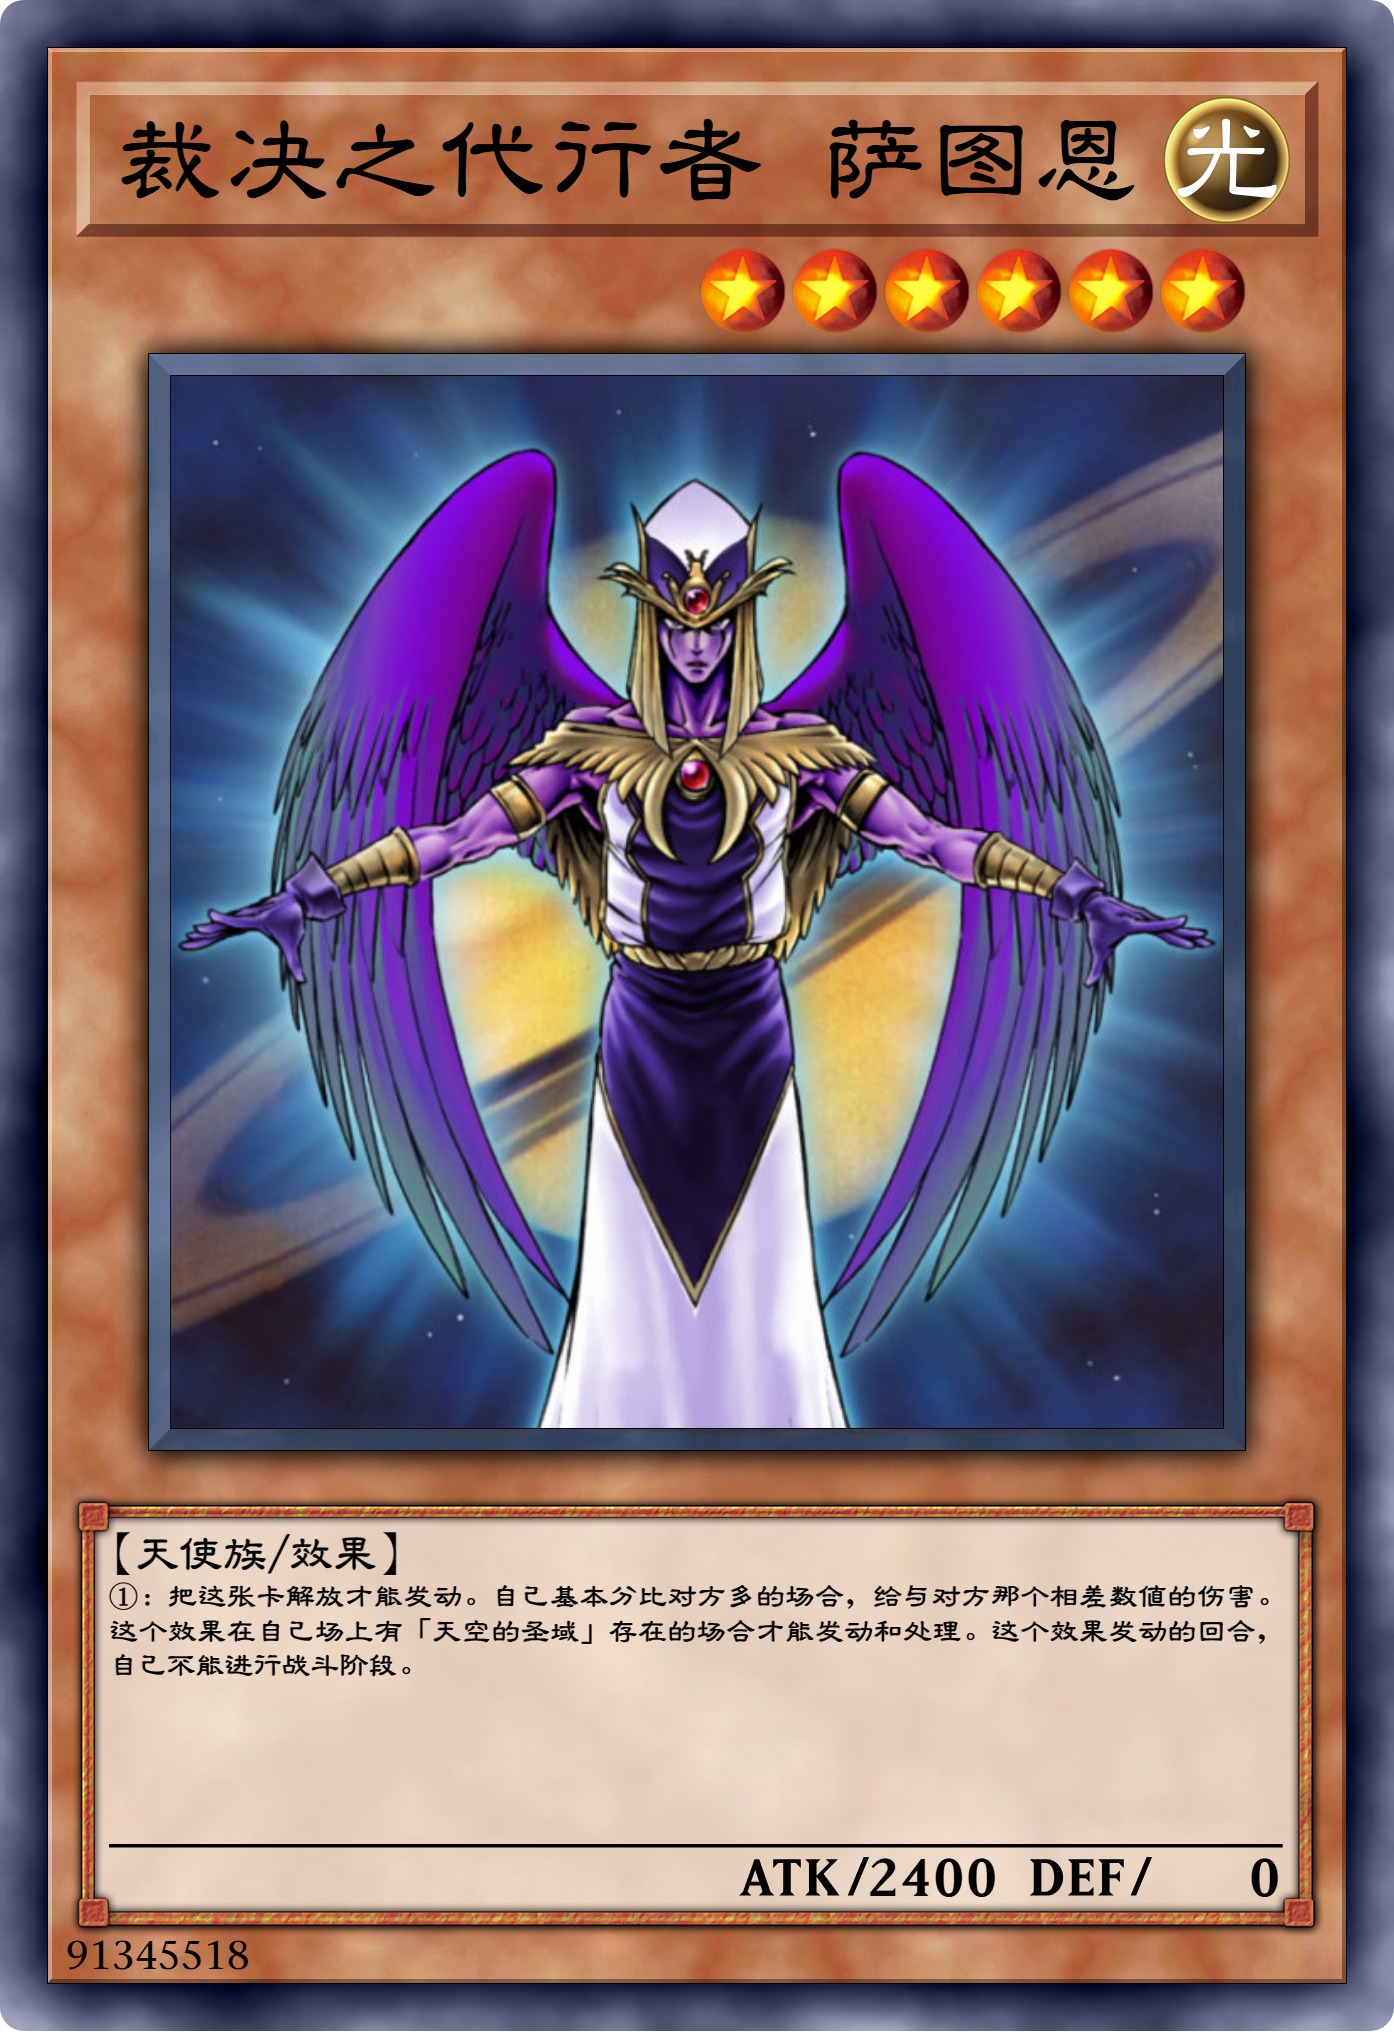 裁决之代行者 萨图恩 光
【天使族/效果】
①：把这张卡解放才能发动。自己基本分比对方多的场合，给与对方那个相差数值的伤害。
这个效果在自己场上有「天空的圣域」存在的场合才能发动和处理。这个效果发动的回合，
自己不能进行战斗阶段。
ATK/2400 DEF/ 0
91345518